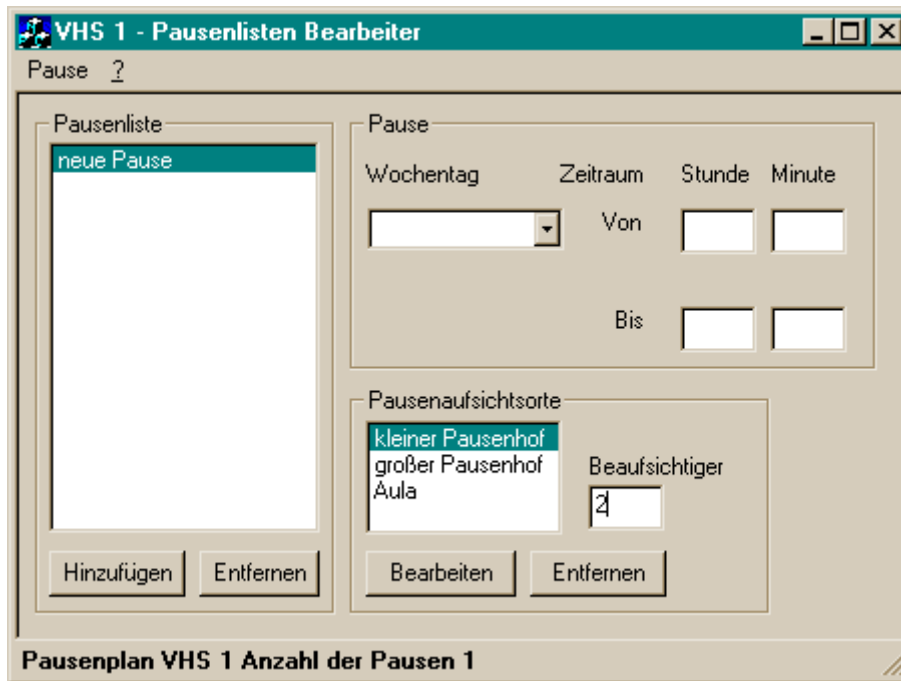 VHS 1 - Pausenlisten Bearbeiter
Pause ?
Pausenliste
neue Pause
Hinzufügen Entfernen
Pause
Wochentag Zeitraum Stunde Minute
Von
Bis
Pausenaufsichtsorte
kleiner Pausenhof
großer Pausenhof
Aula
Beaufsichtiger
2
Bearbeiten Entfernen
Pausenplan VHS 1 Anzahl der Pausen 1